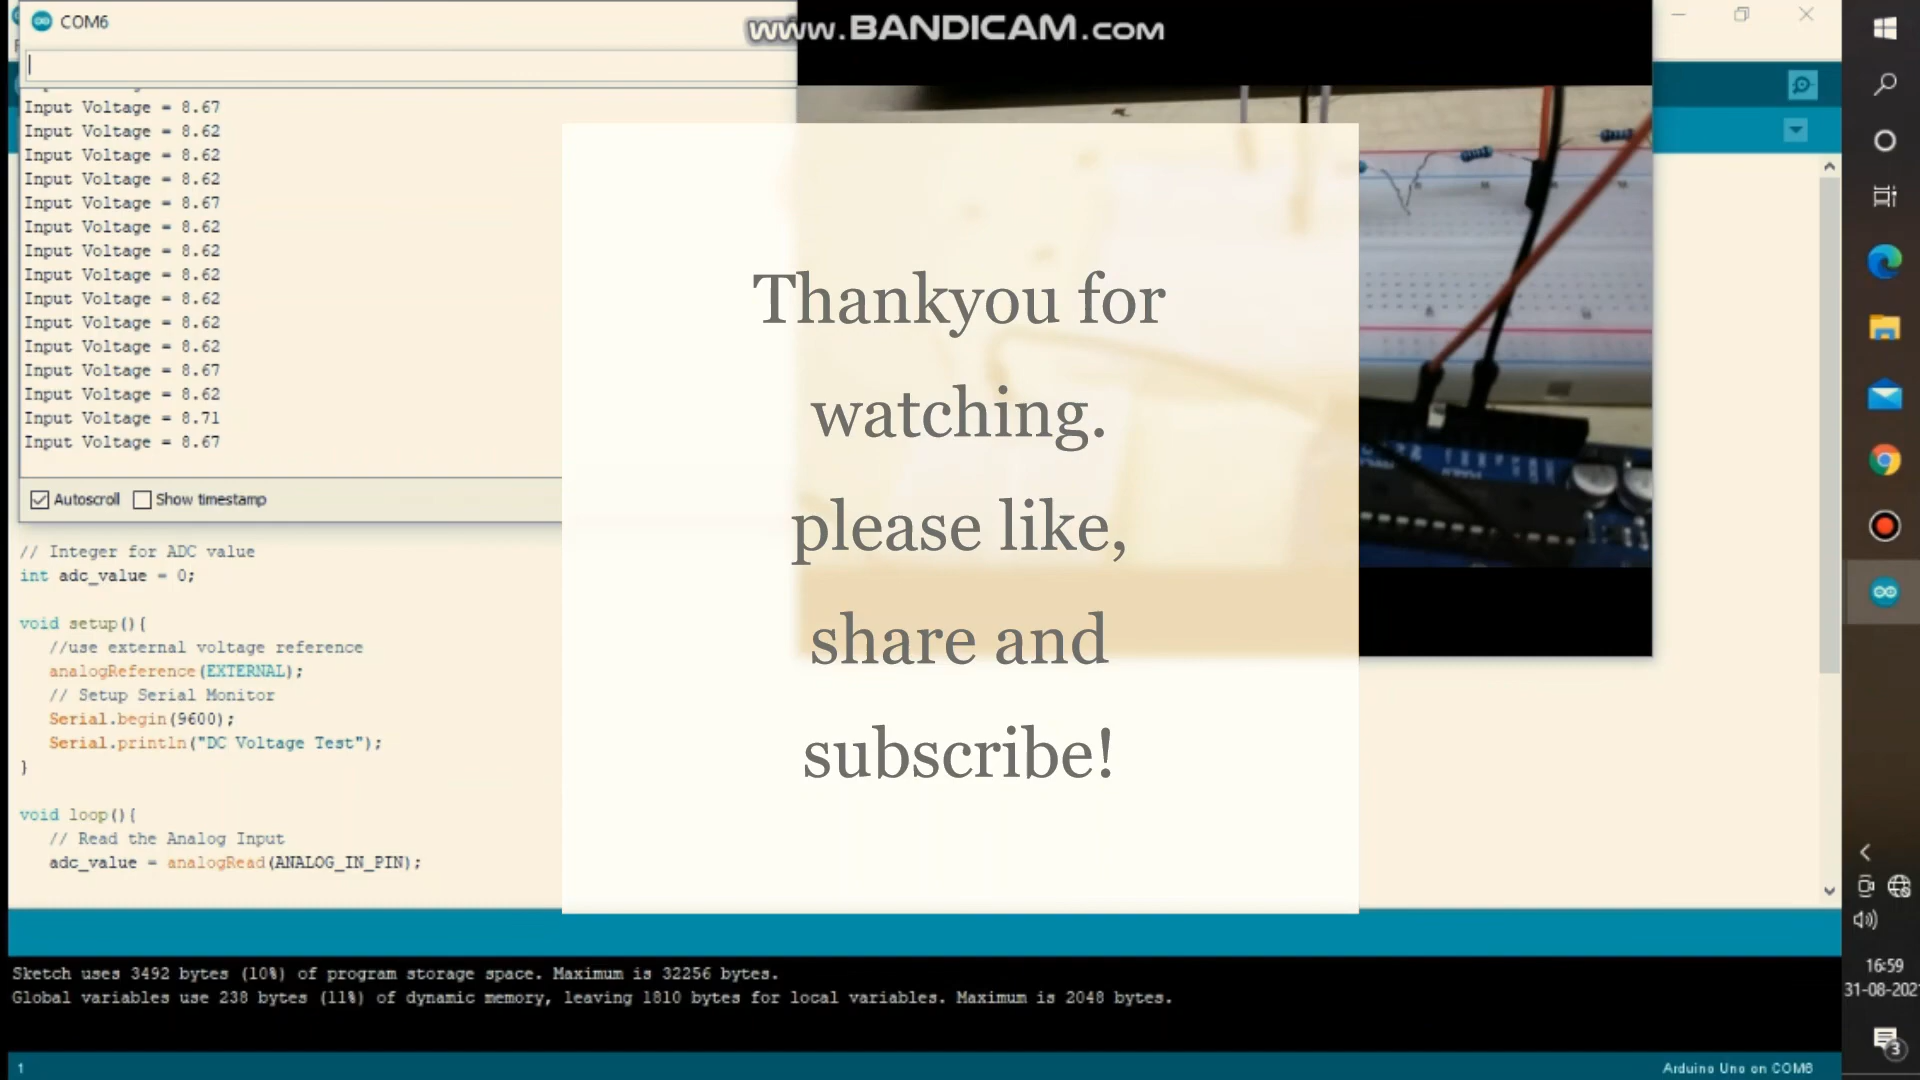 COM6
www.BANDICAM.com
Input Voltage = 8.67
Input Voltage = 8.62
Input Voltage = 8.62
Input Voltage = 8.62
Input Voltage = 8.67
Input Voltage = 8.62
Input Voltage = 8.62
Input Voltage = 8.62
Input Voltage = 8.62
Input Voltage = 8.62
Input Voltage = 8.62
Input Voltage = 8.67
Input Voltage = 8.62
Input Voltage = 8.71
Input Voltage = 8.67
Autoscroll Show timestamp
// Integer for ADC value
int adc_value = 0;
void setup(){
//use external voltage reference
analogReference(EXTERNAL);
// Setup Serial Monitor
Serial.begin(9600);
Serial.println("DC Voltage Test");
}
void loop(){
// Read the Analog Input
adc_value = analogRead(ANALOG_IN_PIN);
Thankyou for
watching.
please like,
share and
subscribe!
Sketch uses 3492 bytes (10%) of program storage space. Maximum is 32256 bytes.
Global variables use 238 bytes (11%) of dynamic memory, leaving 1810 bytes for local variables. Maximum is 2048 bytes.
1
Arduino Uno on COM6
16:59
31-08-202
3